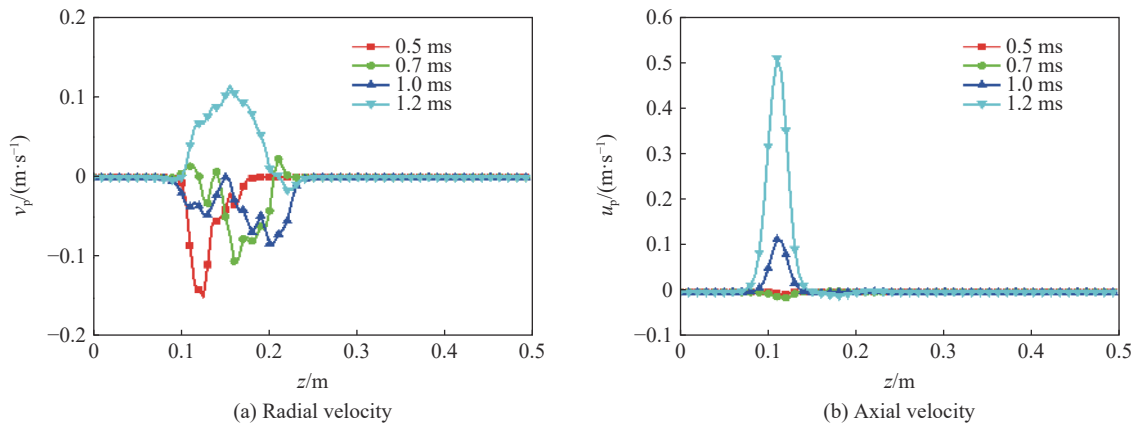 0.2
0.1
0
−0.1
−0.2
v_p/(m·s⁻¹)
0.5 ms
0.7 ms
1.0 ms
1.2 ms
0 0.1 0.2 0.3 0.4 0.5
z/m
(a) Radial velocity
0.6
0.5
0.4
0.3
0.2
0.1
0
−0.1
u_p/(m·s⁻¹)
0.5 ms
0.7 ms
1.0 ms
1.2 ms
0 0.1 0.2 0.3 0.4 0.5
z/m
(b) Axial velocity